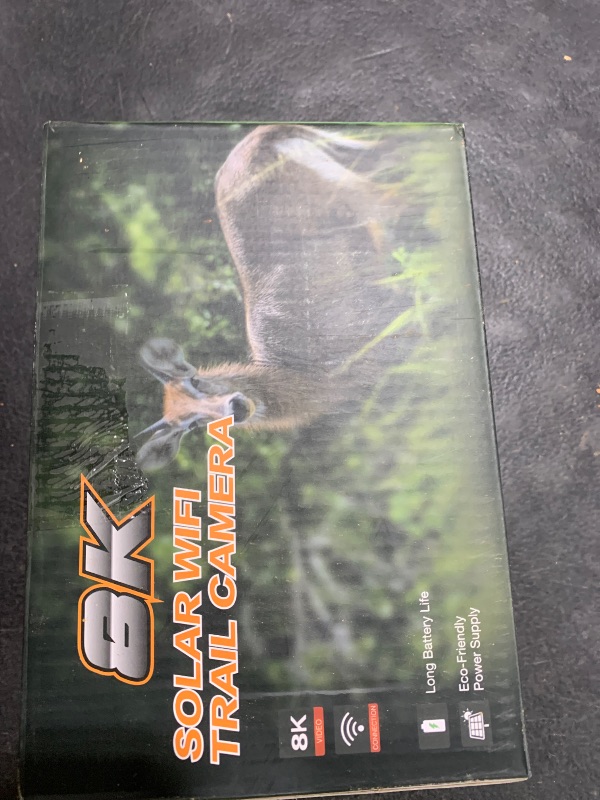 8K
SOLAR WIFI
TRAIL CAMERA
8K
VIDEO
CONNECTION
Long Battery Life
Eco-Friendly
Power Supply